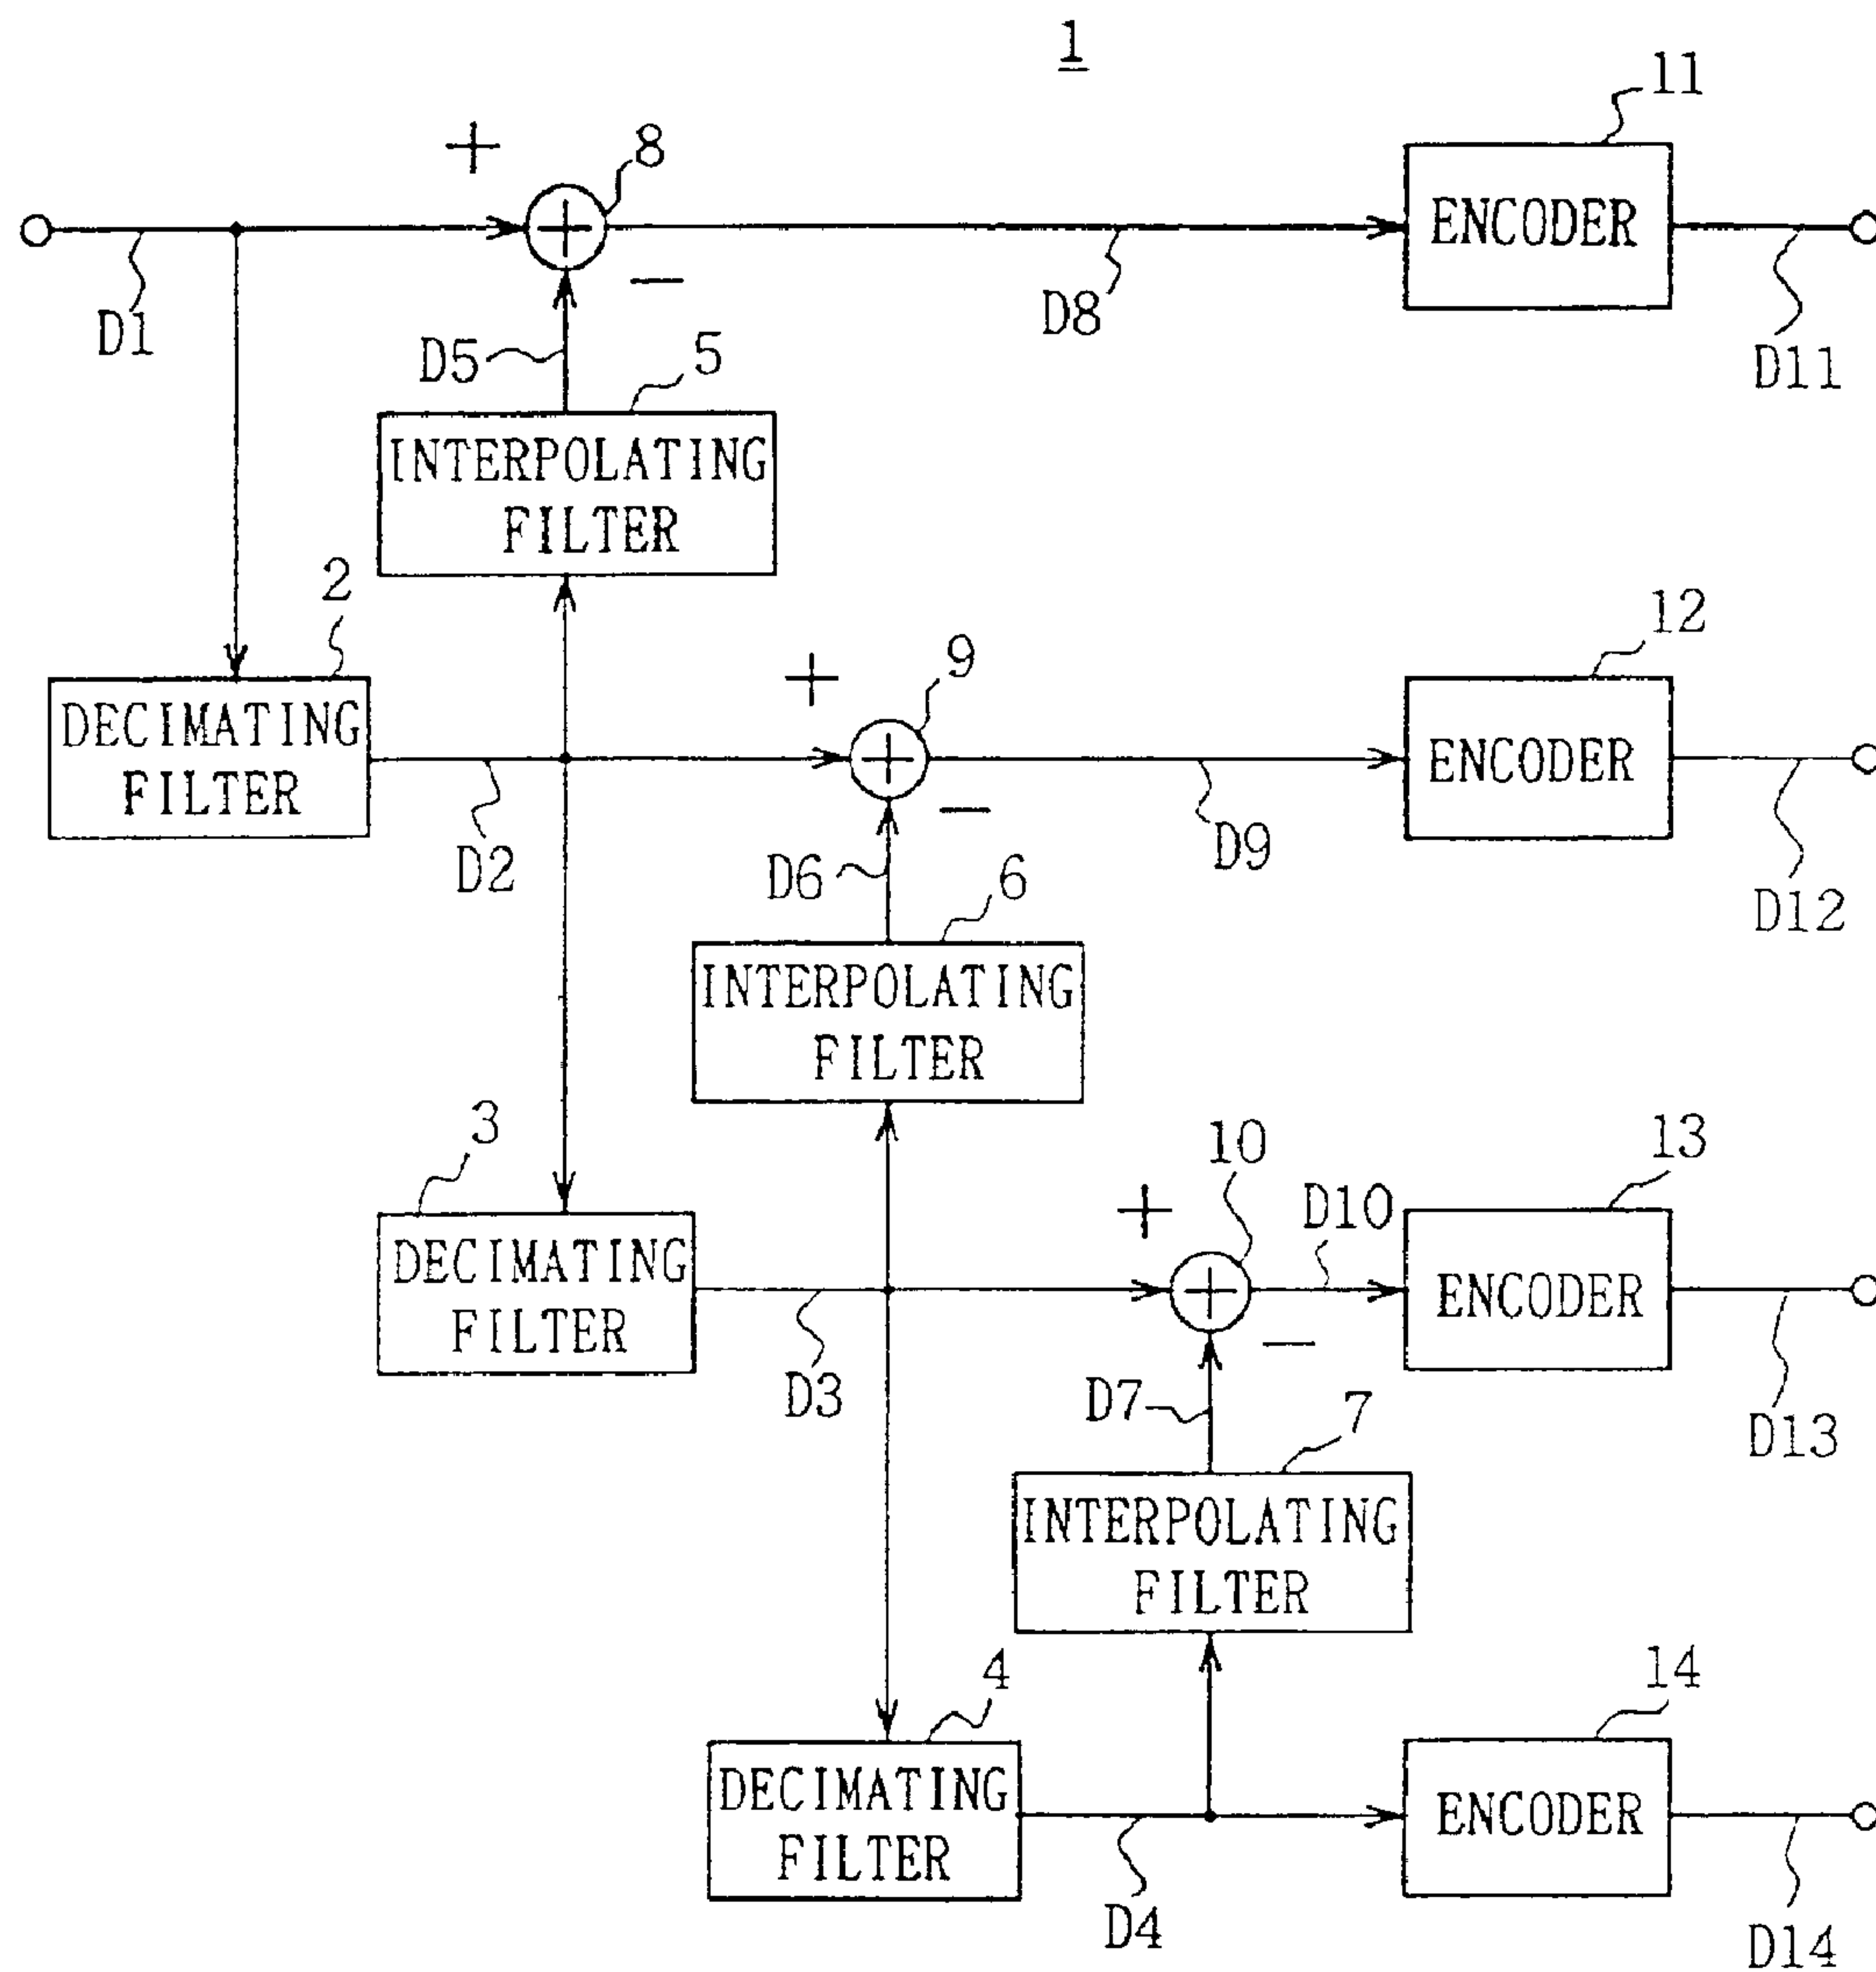 1
11
+
8
ENCODER
D1
−
D8
D11
D5
5
INTERPOLATING
FILTER
2
12
+
9
DECIMATING
FILTER
ENCODER
−
D2
D6
D9
6
D12
INTERPOLATING
FILTER
3
10
13
+
D10
DECIMATING
FILTER
ENCODER
−
D3
D7
7
D13
INTERPOLATING
FILTER
4
14
DECIMATING
FILTER
ENCODER
D4
D14